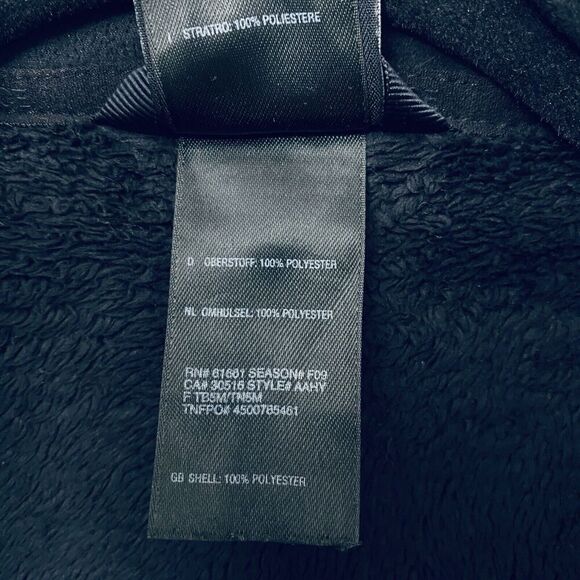 I STRATRO: 100% POLIESTERE
D OBERSTOFF: 100% POLYESTER
NL OMHULSEL: 100% POLYESTER
RN# 61661 SEASON# F09
CA# 30516 STYLE# AAHY
F TB5M/TN5M
TNFPO# 4500765461
GB SHELL: 100% POLYESTER